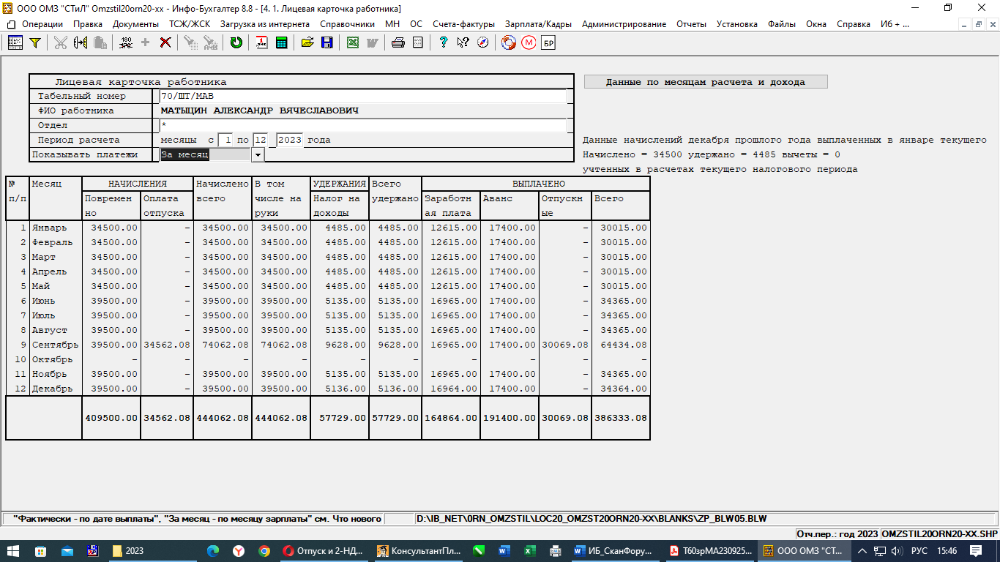 ООО ОМЗ "СТиЛ" Omzstil20orn20-xx - Инфо-Бухгалтер 8.8 - [4. 1. Лицевая карточка работника]
Операции Правка Документы ТСЖ/ЖСК Загрузка из интернета Справочники МН ОС Счета-фактуры Зарплата/Кадры Администрирование Отчеты Установка Файлы Окна Справка Иб + ...
Лицевая карточка работника
Данные по месяцам расчета и дохода
Табельный номер 70/ШТ/МАВ
ФИО работника МАТЫЦИН АЛЕКСАНДР ВЯЧЕСЛАВОВИЧ
Отдел *
Период расчета месяцы с 1 по 12 2023 года
Показывать платежи За месяц
Данные начислений декабря прошлого года выплаченных в январе текущего
Начислено = 34500 удержано = 4485 вычеты = 0
учтенных в расчетах текущего налогового периода
№ Месяц НАЧИСЛЕНИЯ Начислено В том УДЕРЖАНИЯ Всего ВЫПЛАЧЕНО
п/п Повремен Оплата всего числе на Налог на удержано Заработн Аванс Отпускн Всего
но отпуска руки доходы ая плата ые
1 Январь 34500.00 - 34500.00 34500.00 4485.00 4485.00 12615.00 17400.00 - 30015.00
2 Февраль 34500.00 - 34500.00 34500.00 4485.00 4485.00 12615.00 17400.00 - 30015.00
3 Март 34500.00 - 34500.00 34500.00 4485.00 4485.00 12615.00 17400.00 - 30015.00
4 Апрель 34500.00 - 34500.00 34500.00 4485.00 4485.00 12615.00 17400.00 - 30015.00
5 Май 34500.00 - 34500.00 34500.00 4485.00 4485.00 12615.00 17400.00 - 30015.00
6 Июнь 39500.00 - 39500.00 39500.00 5135.00 5135.00 16965.00 17400.00 - 34365.00
7 Июль 39500.00 - 39500.00 39500.00 5135.00 5135.00 16965.00 17400.00 - 34365.00
8 Август 39500.00 - 39500.00 39500.00 5135.00 5135.00 16965.00 17400.00 - 34365.00
9 Сентябрь 39500.00 34562.08 74062.08 74062.08 9628.00 9628.00 16965.00 17400.00 30069.08 64434.08
10 Октябрь - - - - - - - - - -
11 Ноябрь 39500.00 - 39500.00 39500.00 5135.00 5135.00 16965.00 17400.00 - 34365.00
12 Декабрь 39500.00 - 39500.00 39500.00 5136.00 5136.00 16964.00 17400.00 - 34364.00
409500.00 34562.08 444062.08 444062.08 57729.00 57729.00 164864.00 191400.00 30069.08 386333.08
"Фактически - по дате выплаты", "За месяц - по месяцу зарплаты" см. Что нового D:\IB_NET\0RN_OMZSTIL\LOC20_OMZST20ORN20-XX\BLANKS\ZP_BLW05.BLW
Отч.пер.: год 2023 OMZSTIL20ORN20-XX.SHP
2023 Отпуск и 2-НД... КонсультантПл... ИБ_СканФору... Т60зрМА230925... ООО ОМЗ "СТ... РУС 15:46